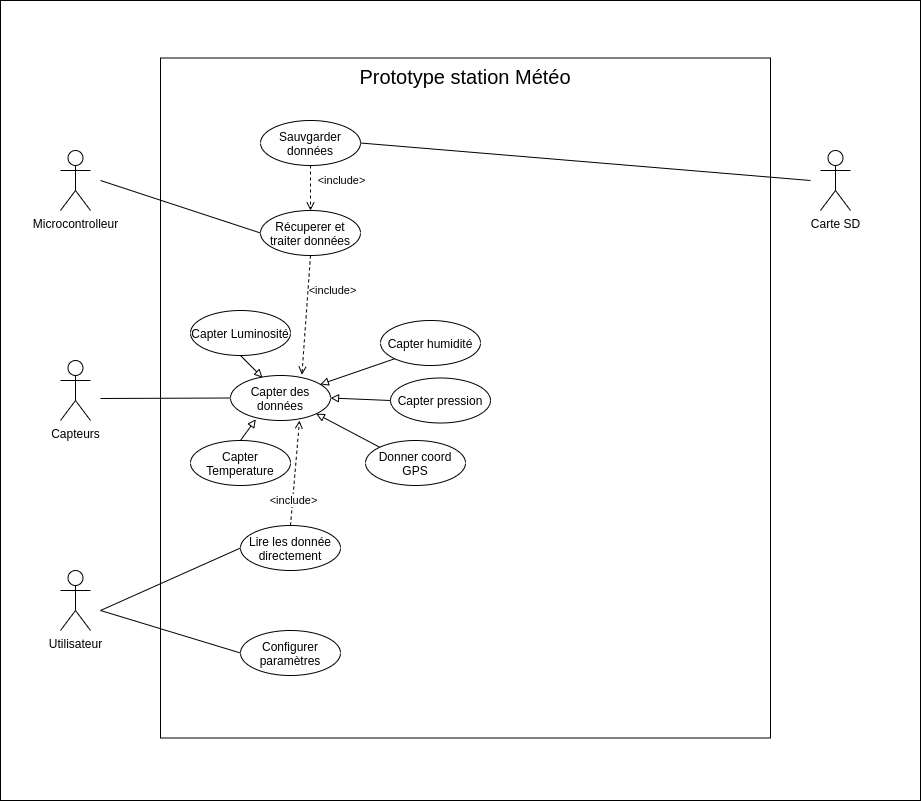 Prototype station Météo
Sauvgarder
données
<include>
Microcontrolleur
Carte SD
Récuperer et
traiter données
<include>
Capter Luminosité
Capter humidité
Capter des
données
Capter pression
Capteurs
Capter
Temperature
Donner coord
GPS
<include>
Lire les donnée
directement
Utilisateur
Configurer
paramètres